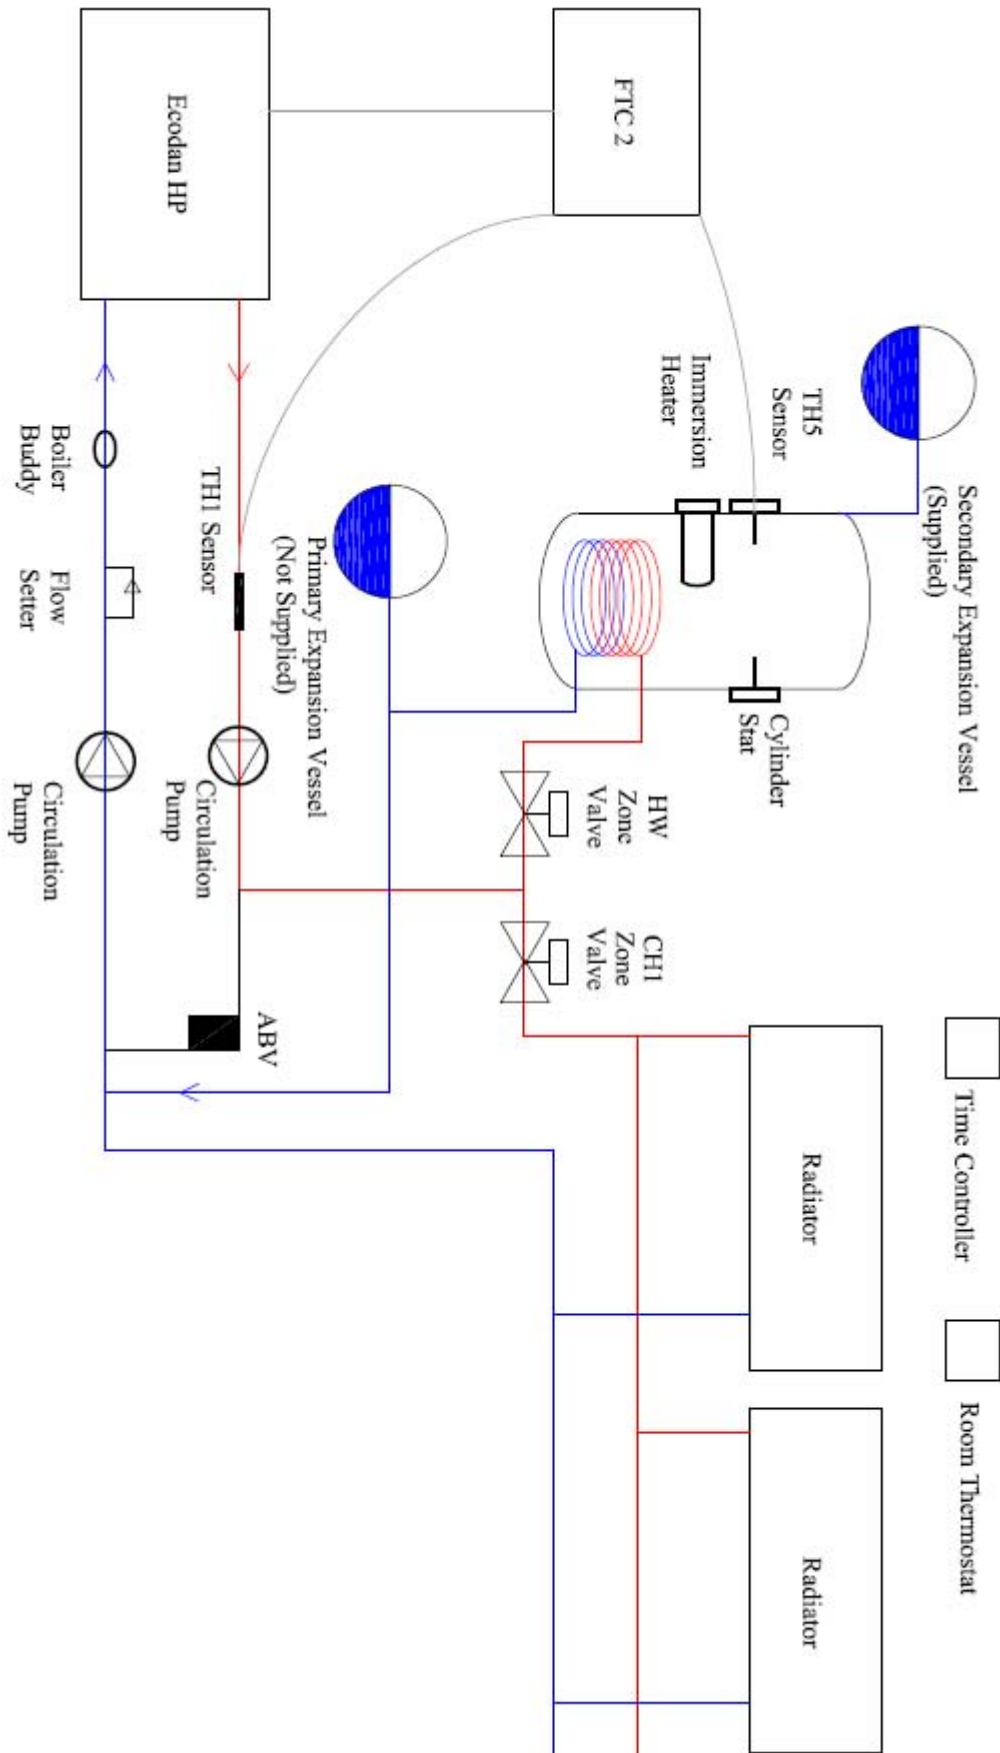 Secondary Expansion Vessel
(Supplied)
Time Controller
Room Thermostat
TH5
Sensor
Cylinder
Stat
Immersion
Heater
FTC 2
HW
Zone
Valve
CH1
Zone
Valve
Radiator
Radiator
Primary Expansion Vessel
(Not Supplied)
Ecodan HP
TH1 Sensor
Circulation
Pump
ABV
Boiler
Buddy
Flow
Setter
Circulation
Pump